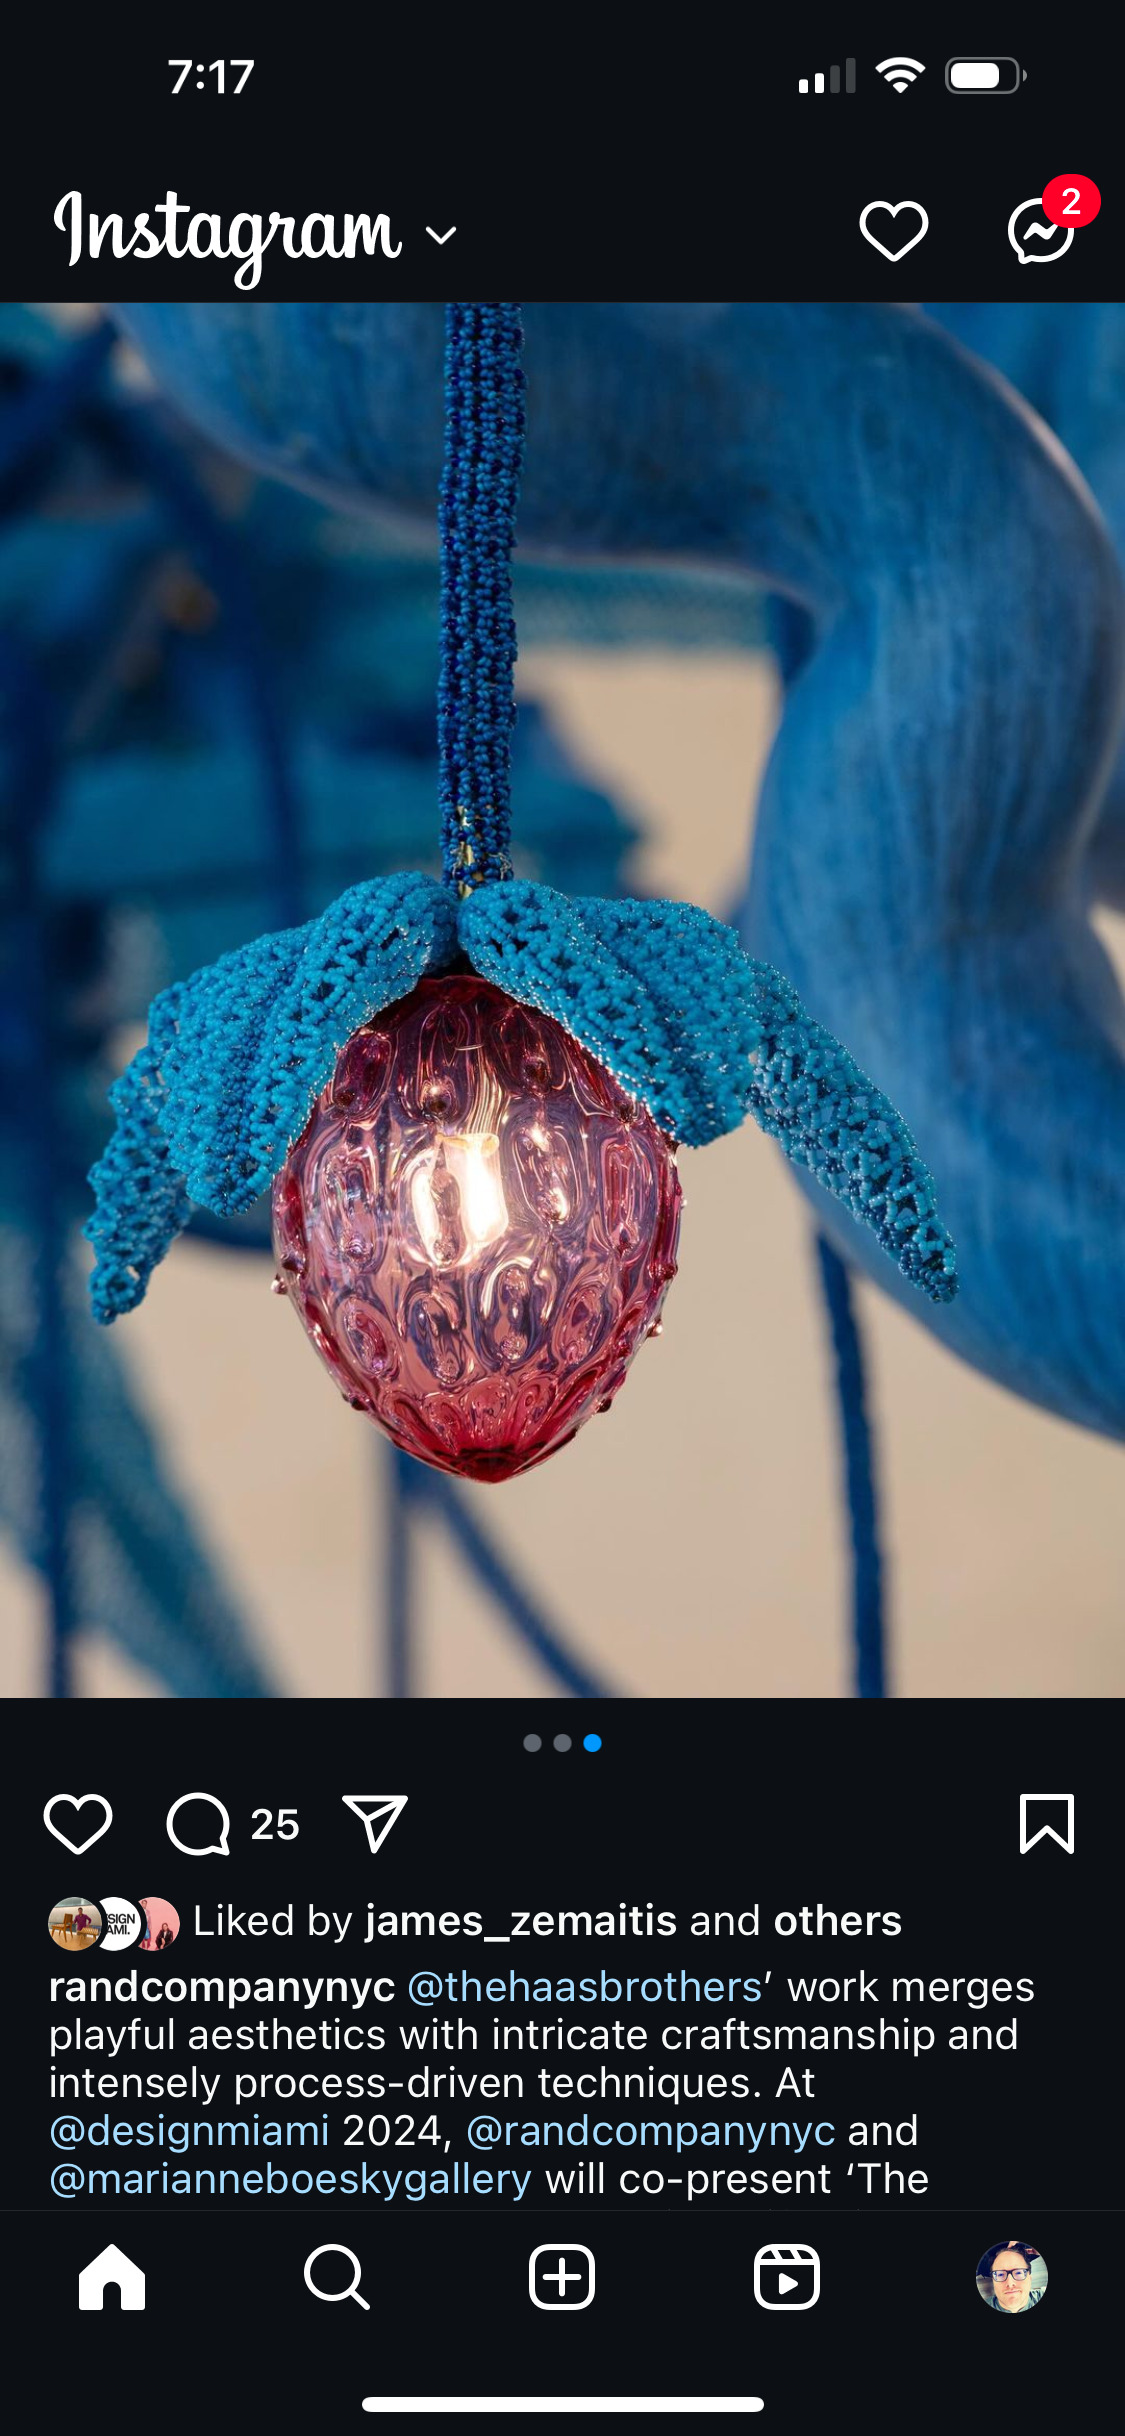 7:17
Instagram
2
25
SIGN
AMI.
Liked by james_zemaitis and others
randcompanynyc @thehaasbrothers’ work merges
playful aesthetics with intricate craftsmanship and
intensely process-driven techniques. At
@designmiami 2024, @randcompanynyc and
@marianneboeskygallery will co-present ‘The